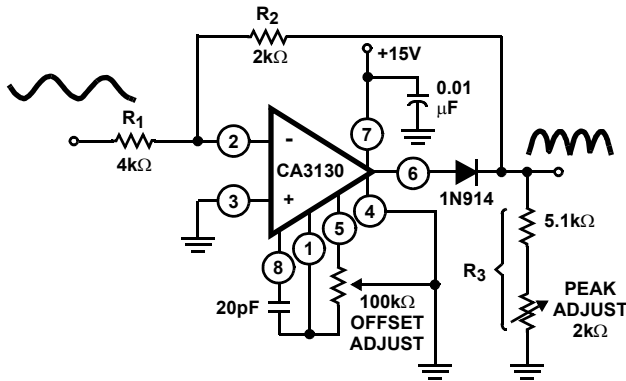 R2
2kΩ
+15V
0.01
µF
R1
4kΩ
2
-
7
CA3130
6
1N914
3
+
4
5
1
8
5.1kΩ
R3
20pF
100kΩ
OFFSET
ADJUST
PEAK
ADJUST
2kΩ